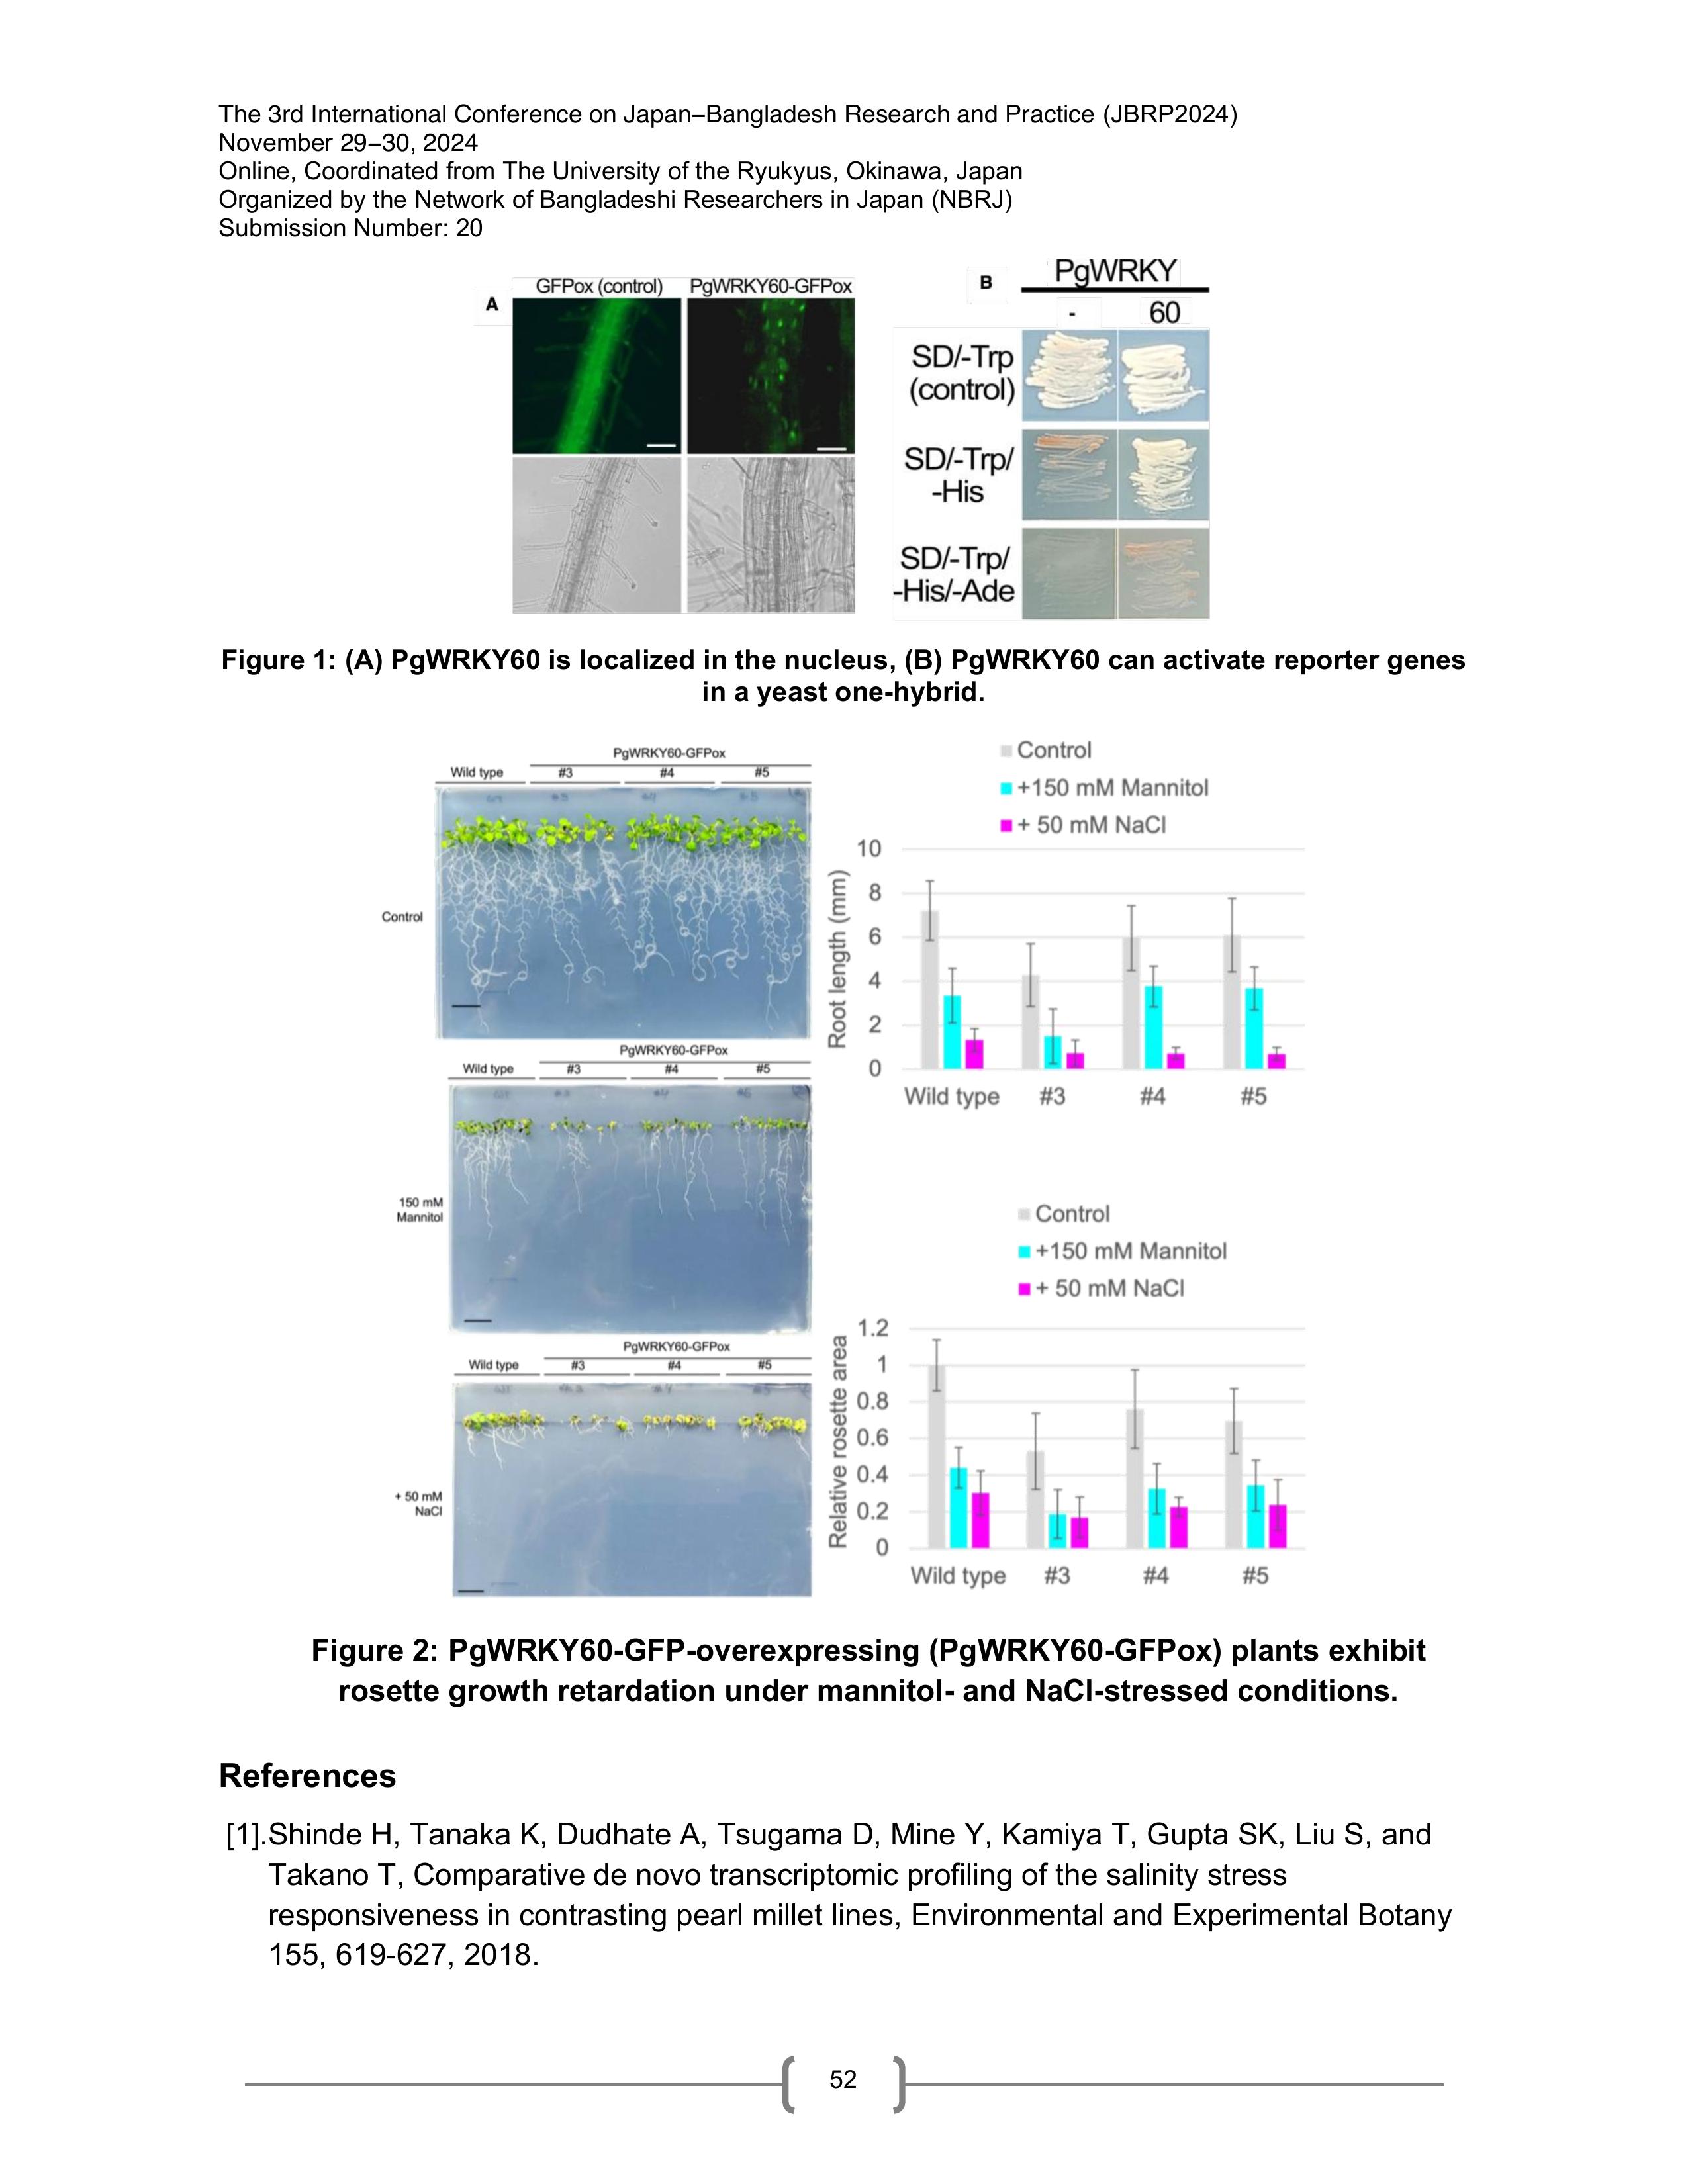 The 3rd International Conference on Japan–Bangladesh Research and Practice (JBRP2024)
November 29–30, 2024
Online, Coordinated from The University of the Ryukyus, Okinawa, Japan
Organized by the Network of Bangladeshi Researchers in Japan (NBRJ)
Submission Number: 20
A
GFPox (control) PgWRKY60-GFPox
B
PgWRKY
- 60
SD/-Trp
(control)
SD/-Trp/
-His
SD/-Trp/
-His/-Ade
Figure 1: (A) PgWRKY60 is localized in the nucleus, (B) PgWRKY60 can activate reporter genes
in a yeast one-hybrid.
PgWRKY60-GFPox
Wild type #3 #4 #5
Control
PgWRKY60-GFPox
Wild type #3 #4 #5
150 mM
Mannitol
PgWRKY60-GFPox
Wild type #3 #4 #5
+ 50 mM
NaCl
Control
+150 mM Mannitol
+ 50 mM NaCl
Root length (mm)
10
8
6
4
2
0
Wild type #3 #4 #5
Control
+150 mM Mannitol
+ 50 mM NaCl
Relative rosette area
1.2
1
0.8
0.6
0.4
0.2
0
Wild type #3 #4 #5
Figure 2: PgWRKY60-GFP-overexpressing (PgWRKY60-GFPox) plants exhibit
rosette growth retardation under mannitol- and NaCl-stressed conditions.
References
[1].Shinde H, Tanaka K, Dudhate A, Tsugama D, Mine Y, Kamiya T, Gupta SK, Liu S, and
Takano T, Comparative de novo transcriptomic profiling of the salinity stress
responsiveness in contrasting pearl millet lines, Environmental and Experimental Botany
155, 619-627, 2018.
52